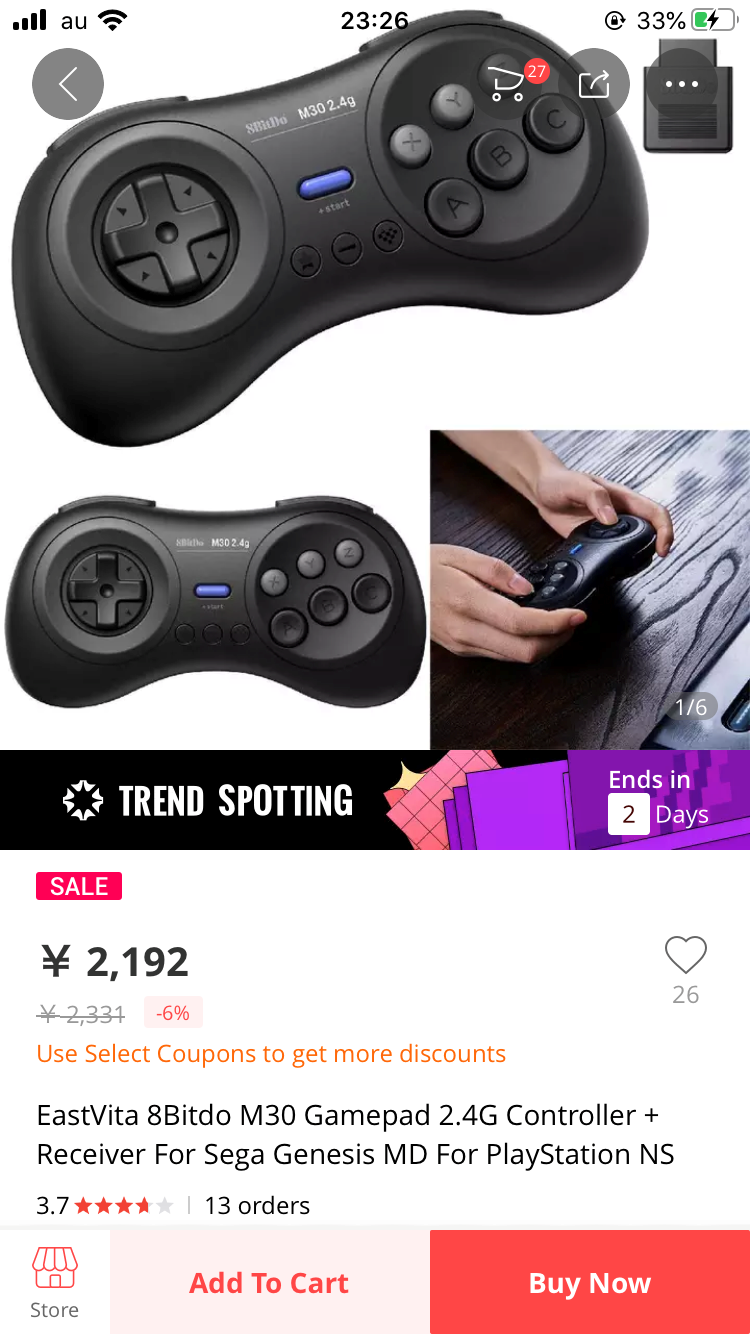 au
23:26
33%
27
8BitDo M30 2.4g
X
Y
C
B
A
+start
8BitDo M30 2.4g
X
Y
Z
A
B
C
+start
1/6
TREND SPOTTING
Ends in
2 Days
SALE
¥ 2,192
¥ 2,331 -6%
26
Use Select Coupons to get more discounts
EastVita 8Bitdo M30 Gamepad 2.4G Controller +
Receiver For Sega Genesis MD For PlayStation NS
3.7 | 13 orders
Store
Add To Cart
Buy Now